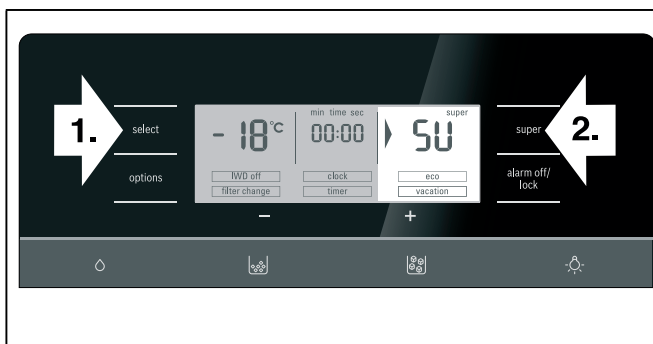 min time sec
super
1.
select
- 18°C
00:00
SU
super
2.
options
IWD off
clock
eco
alarm off/
lock
filter change
timer
vacation
–
+